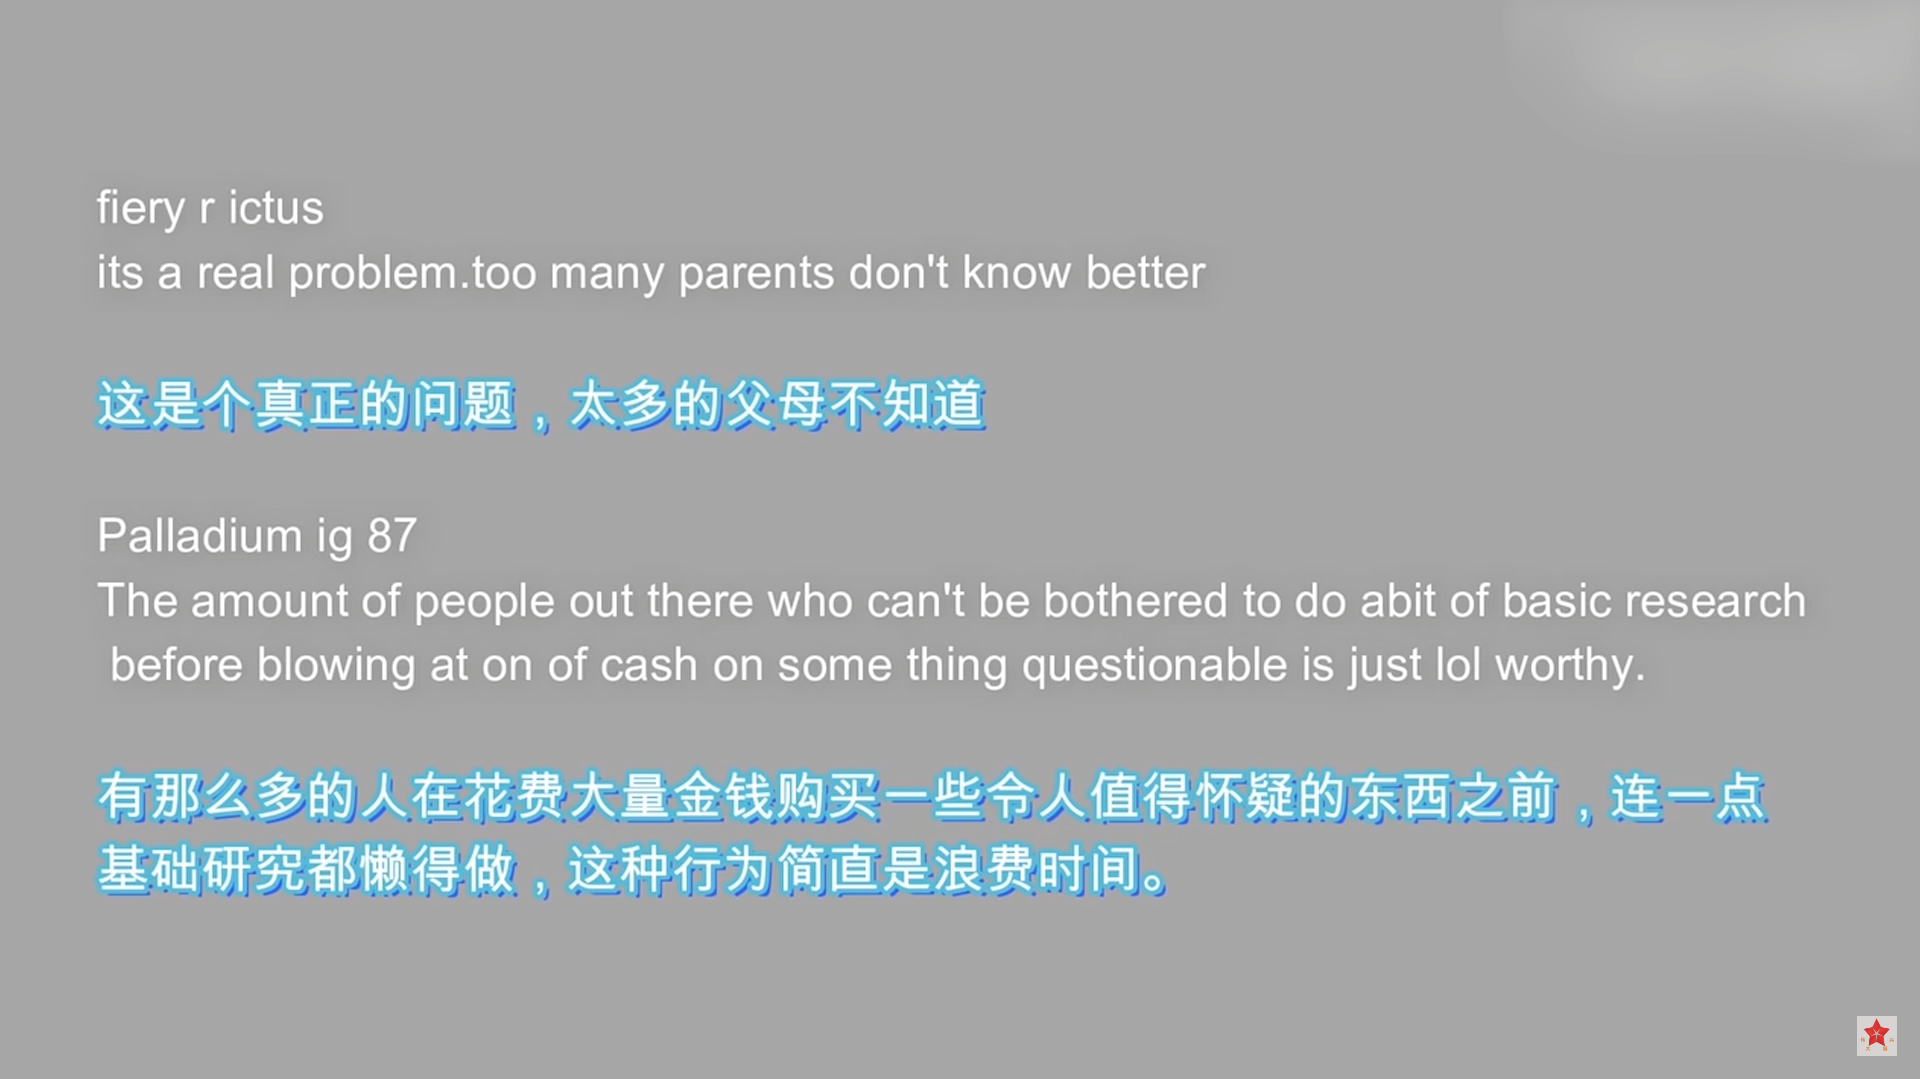 fiery r ictus
its a real problem.too many parents don't know better
这是个真正的问题，太多的父母不知道
Palladium ig 87
The amount of people out there who can't be bothered to do abit of basic research
before blowing at on of cash on some thing questionable is just lol worthy.
有那么多的人在花费大量金钱购买一些令人值得怀疑的东西之前，连一点
基础研究都懒得做，这种行为简直是浪费时间。